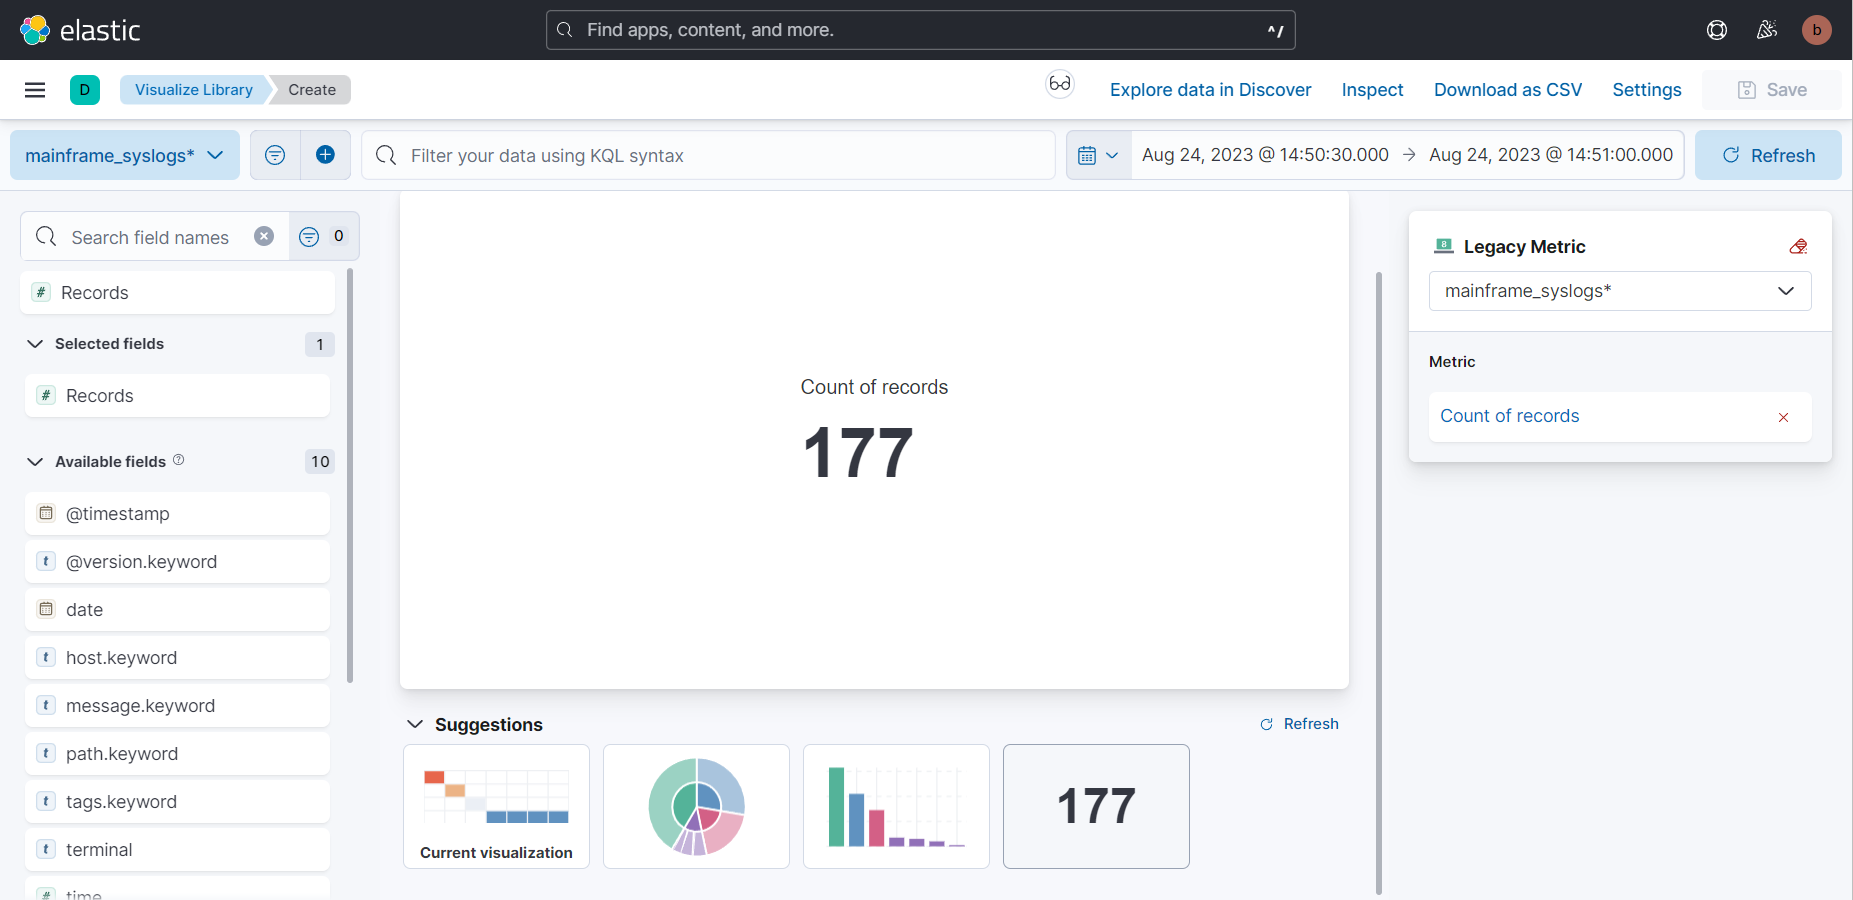 elastic
Find apps, content, and more.
^/
b
D
Visualize Library
Create
Explore data in Discover
Inspect
Download as CSV
Settings
Save
mainframe_syslogs*
Filter your data using KQL syntax
Aug 24, 2023 @ 14:50:30.000 → Aug 24, 2023 @ 14:51:00.000
Refresh
Search field names
0
# Records
Selected fields
1
# Records
Available fields
10
@timestamp
t @version.keyword
date
t host.keyword
t message.keyword
t path.keyword
t tags.keyword
t terminal
# time
Count of records
177
Suggestions
Refresh
Current visualization
177
8 Legacy Metric
mainframe_syslogs*
Metric
Count of records